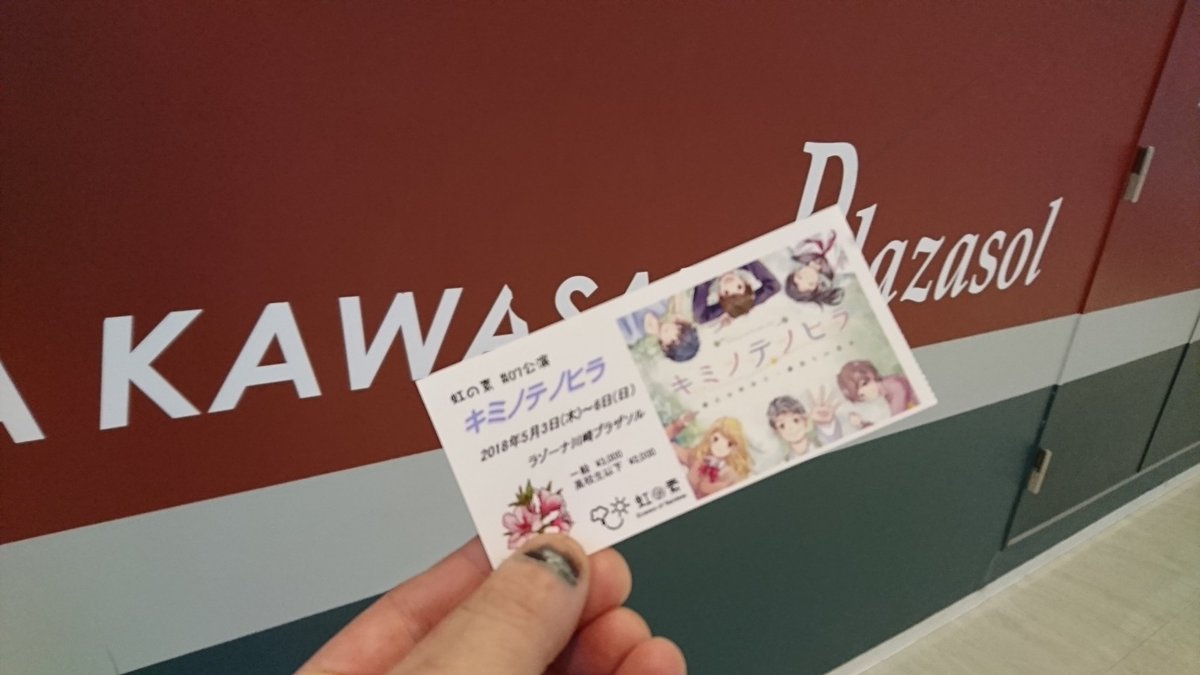 A KAWASA
Plazasol
虹の素 #07公演
キミノテノヒラ
2018年5月3日(木)〜6日(日)
ラゾーナ川崎プラザソル
一般 ¥3,000
高校生以下
虹の素
キミノテノヒラ